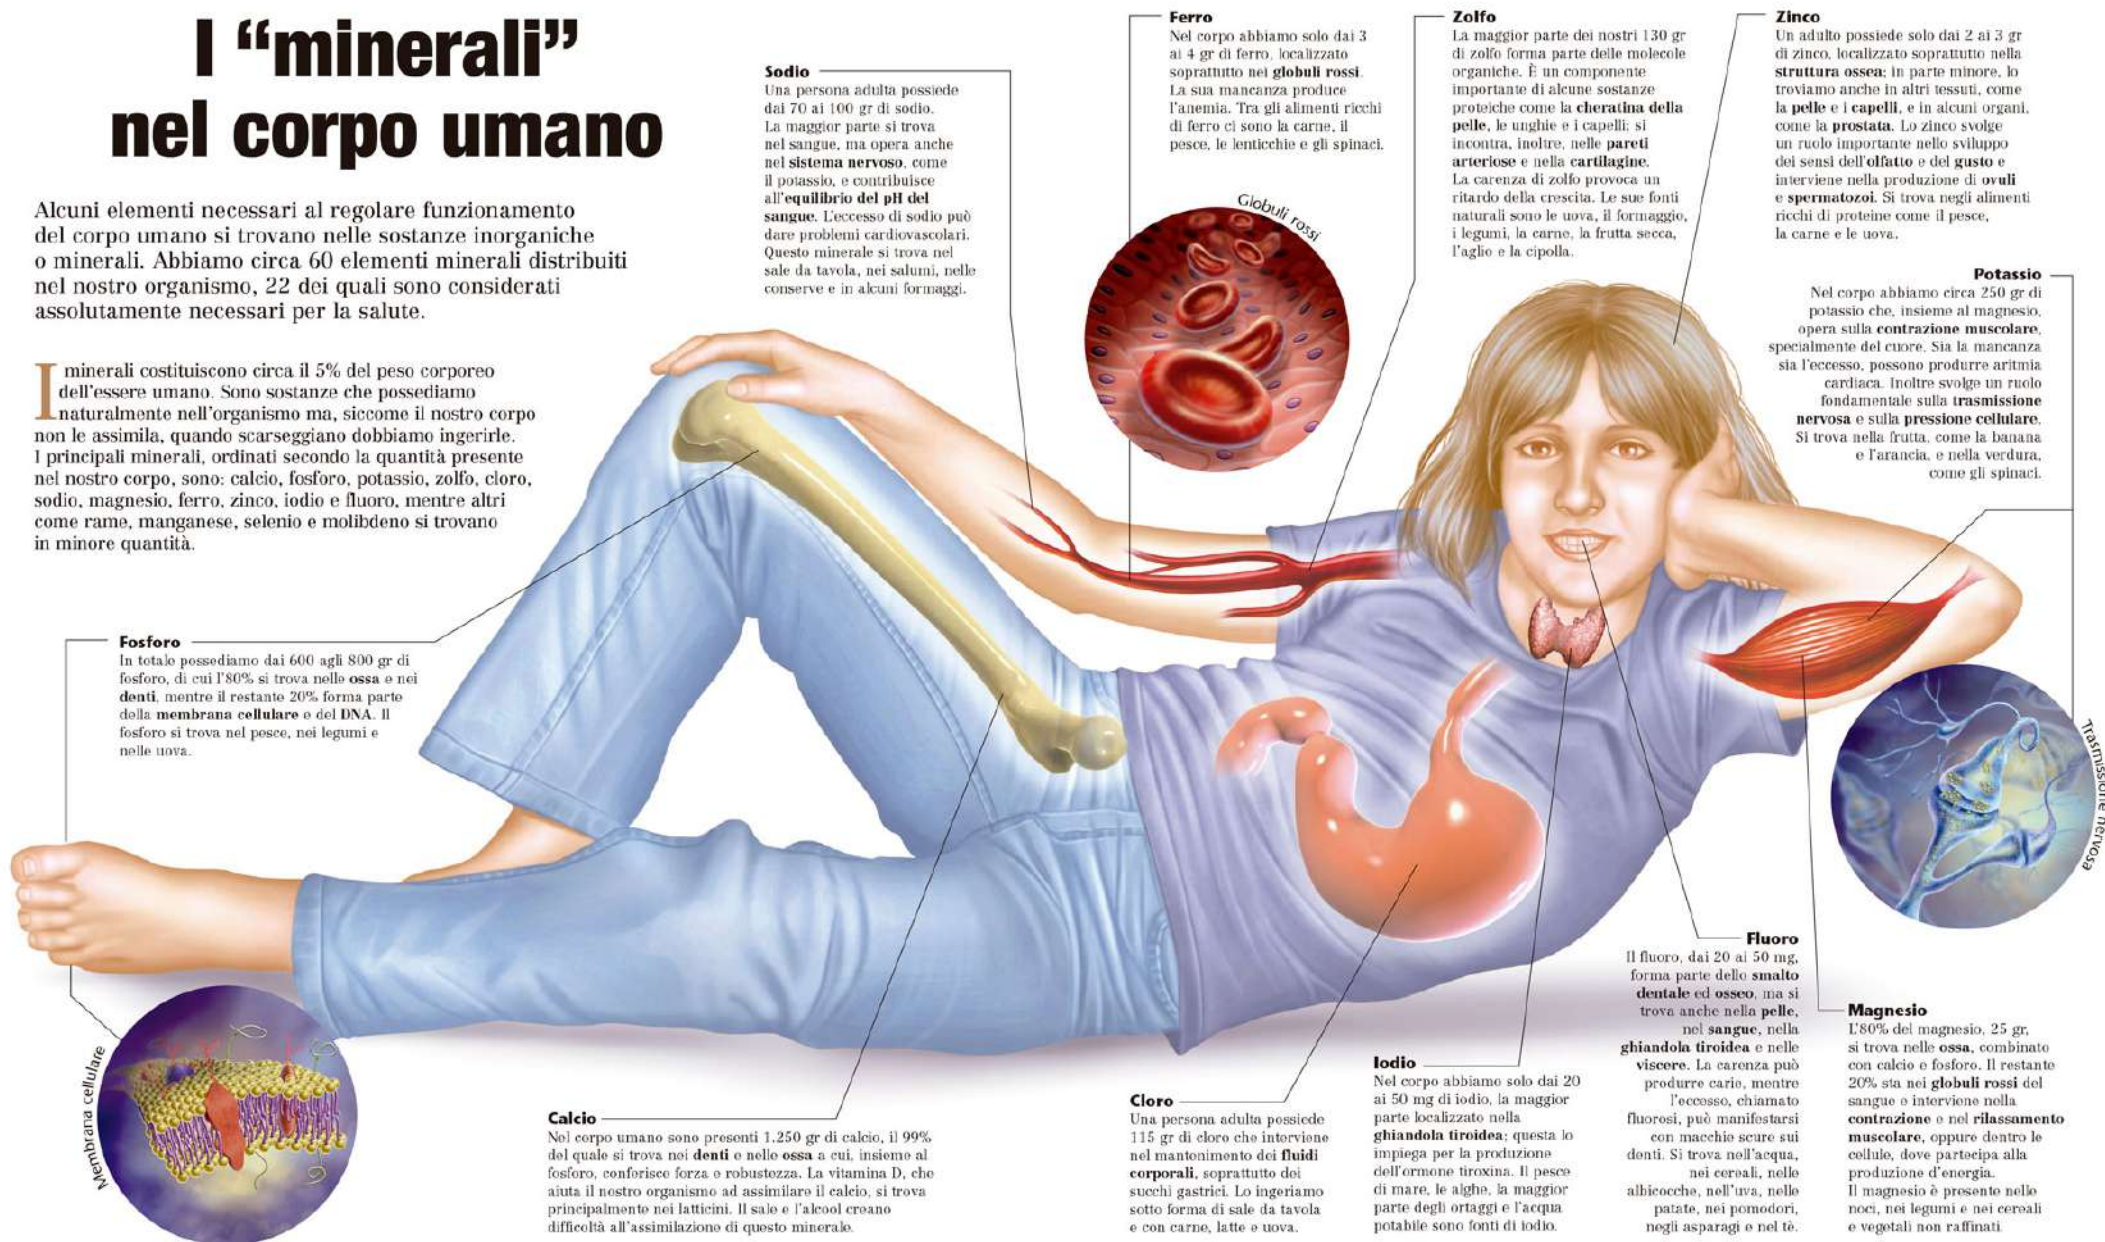 I “minerali”
nel corpo umano
Alcuni elementi necessari al regolare funzionamento
del corpo umano si trovano nelle sostanze inorganiche
o minerali. Abbiamo circa 60 elementi minerali distribuiti
nel nostro organismo, 22 dei quali sono considerati
assolutamente necessari per la salute.
I minerali costituiscono circa il 5% del peso corporeo
dell'essere umano. Sono sostanze che possediamo
naturalmente nell'organismo ma, siccome il nostro corpo
non le assimila, quando scarseggiano dobbiamo ingerirle.
I principali minerali, ordinati secondo la quantità presente
nel nostro corpo, sono: calcio, fosforo, potassio, zolfo, cloro,
sodio, magnesio, ferro, zinco, iodio e fluoro, mentre altri
come rame, manganese, selenio e molibdeno si trovano
in minore quantità.
Sodio
Una persona adulta possiede
dai 70 ai 100 gr di sodio.
La maggior parte si trova
nel sangue, ma opera anche
nel sistema nervoso, come
il potassio, e contribuisce
all'equilibrio del pH del
sangue. L'eccesso di sodio può
dare problemi cardiovascolari.
Questo minerale si trova nel
sale da tavola, nei salumi, nelle
conserve e in alcuni formaggi.
Ferro
Nel corpo abbiamo solo dai 3
ai 4 gr di ferro, localizzato
soprattutto nei globuli rossi.
La sua mancanza produce
l'anemia. Tra gli alimenti ricchi
di ferro ci sono la carne, il
pesce, le lenticchie e gli spinaci.
Globuli rossi
Zolfo
La maggior parte dei nostri 130 gr
di zolfo forma parte delle molecole
organiche. È un componente
importante di alcune sostanze
proteiche come la cheratina della
pelle, le unghie e i capelli; si
incontra, inoltre, nelle pareti
arteriose e nella cartilagine.
La carenza di zolfo provoca un
ritardo della crescita. Le sue fonti
naturali sono le uova, il formaggio,
i legumi, la carne, la frutta secca,
l'aglio e la cipolla.
Zinco
Un adulto possiede solo dai 2 ai 3 gr
di zinco, localizzato soprattutto nella
struttura ossea; in parte minore, lo
troviamo anche in altri tessuti, come
la pelle e i capelli, e in alcuni organi,
come la prostata. Lo zinco svolge
un ruolo importante nello sviluppo
dei sensi dell'olfatto e del gusto e
interviene nella produzione di ovuli
e spermatozoi. Si trova negli alimenti
ricchi di proteine come il pesce,
la carne e le uova.
Potassio
Nel corpo abbiamo circa 250 gr di
potassio che, insieme al magnesio,
opera sulla contrazione muscolare,
specialmente del cuore. Sia la mancanza
sia l'eccesso, possono produrre aritmia
cardiaca. Inoltre svolge un ruolo
fondamentale sulla trasmissione
nervosa e sulla pressione cellulare.
Si trova nella frutta, come la banana
e l'arancia, e nella verdura,
come gli spinaci.
Trasmissione nervosa
Fosforo
In totale possediamo dai 600 agli 800 gr di
fosforo, di cui l'80% si trova nelle ossa e nei
denti, mentre il restante 20% forma parte
della membrana cellulare e del DNA. Il
fosforo si trova nel pesce, nei legumi e
nelle uova.
Membrana cellulare
Calcio
Nel corpo umano sono presenti 1.250 gr di calcio, il 99%
del quale si trova nei denti e nelle ossa a cui, insieme al
fosforo, conferisce forza e robustezza. La vitamina D, che
aiuta il nostro organismo ad assimilare il calcio, si trova
principalmente nei latticini. Il sale e l'alcool creano
difficoltà all'assimilazione di questo minerale.
Cloro
Una persona adulta possiede
115 gr di cloro che interviene
nel mantenimento dei fluidi
corporali, soprattutto dei
succhi gastrici. Lo ingeriamo
sotto forma di sale da tavola
e con carne, latte e uova.
Iodio
Nel corpo abbiamo solo dai 20
ai 50 mg di iodio, la maggior
parte localizzato nella
ghiandola tiroidea; questa lo
impiega per la produzione
dell'ormone tiroxina. Il pesce
di mare, le alghe, la maggior
parte degli ortaggi e l'acqua
potabile sono fonti di iodio.
Fluoro
Il fluoro, dai 20 ai 50 mg,
forma parte dello smalto
dentale ed osseo, ma si
trova anche nella pelle,
nel sangue, nella
ghiandola tiroidea e nelle
viscere. La carenza può
produrre carie, mentre
l'eccesso, chiamato
fluorosi, può manifestarsi
con macchie scure sui
denti. Si trova nell'acqua,
nei cereali, nelle
albicocche, nell'uva, nelle
patate, nei pomodori,
negli asparagi e nel tè.
Magnesio
L'80% del magnesio, 25 gr,
si trova nelle ossa, combinato
con calcio e fosforo. Il restante
20% sta nei globuli rossi del
sangue o interviene nella
contrazione e nel rilassamento
muscolare, oppure dentro le
cellule, dove partecipa alla
produzione d'energia.
Il magnesio è presente nelle
noci, nei legumi e nei cereali
e vegetali non raffinati.